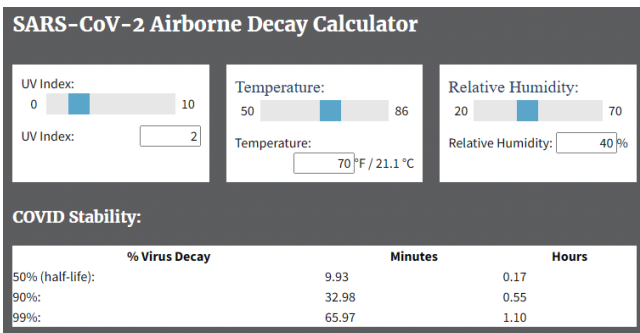 SARS-CoV-2 Airborne Decay Calculator
UV Index:
0 10
UV Index: 2
Temperature:
50 86
Temperature:
70 °F / 21.1 °C
Relative Humidity:
20 70
Relative Humidity: 40 %
COVID Stability:
% Virus Decay Minutes Hours
50% (half-life): 9.93 0.17
90%: 32.98 0.55
99%: 65.97 1.10